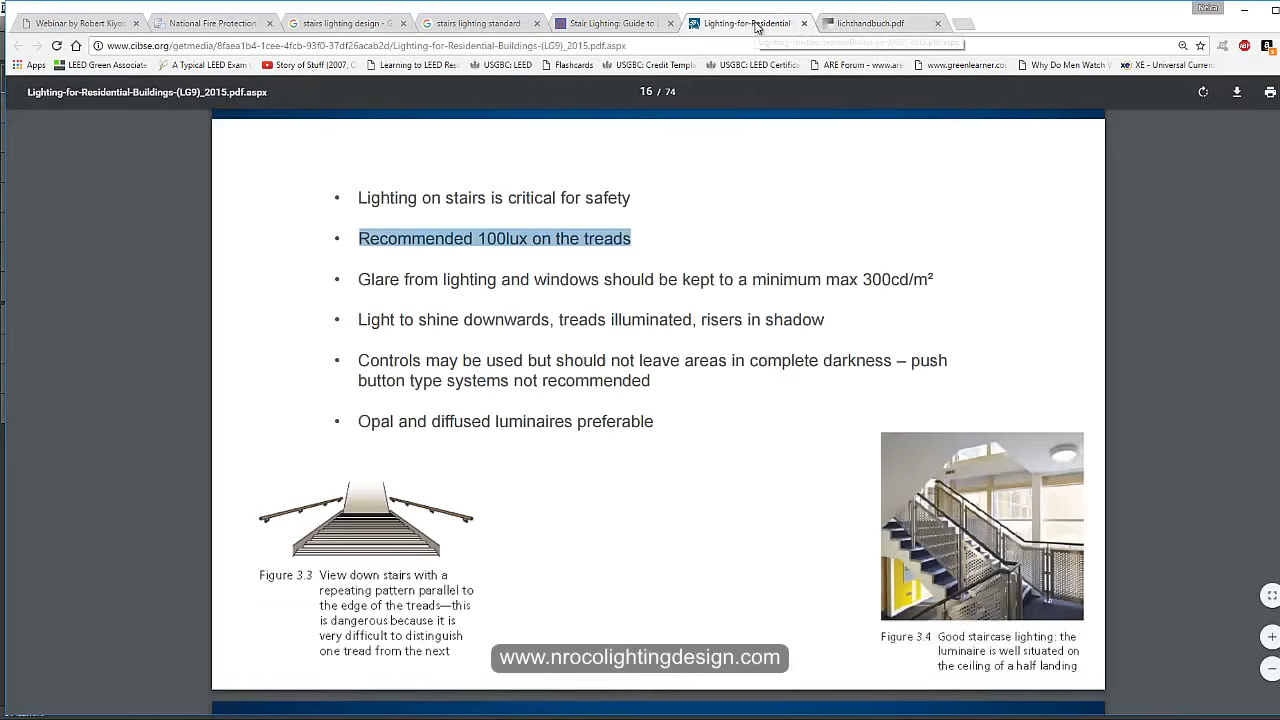 Neica
Webinar by Robert Kiyos
National Fire Protection
stairs lighting design - G
stairs lighting standard -
Stair Lighting: Guide to
Lighting-for-Residential
lichthandbuch.pdf
www.cibse.org/getmedia/8faea1b4-1cee-4fcb-93f0-37df26acab2d/Lighting-for-Residential-Buildings-(LG9)_2015.pdf.aspx
Apps
LEED Green Associate
A Typical LEED Exam
Story of Stuff (2007,
Learning to LEED Re
USGBC: LEED
Flashcards
USGBC: Credit Templ
USGBC: LEED Certifica
ARE Forum - www.are
www.greenlearner.co
Why Do Men Watch
XE - Universal Curren
Lighting-for-Residential-Buildings-(LG9)_2015.pdf.aspx
16 / 74
• Lighting on stairs is critical for safety
• Recommended 100lux on the treads
• Glare from lighting and windows should be kept to a minimum max 300cd/m²
• Light to shine downwards, treads illuminated, risers in shadow
• Controls may be used but should not leave areas in complete darkness – push
button type systems not recommended
• Opal and diffused luminaires preferable
Figure 3.3 View down stairs with a
repeating pattern parallel to
the edge of the treads—this
is dangerous because it is
very difficult to distinguish
one tread from the next
Figure 3.4 Good staircase lighting: the
luminaire is well situated on
the ceiling of a half landing
www.nrocolightingdesign.com